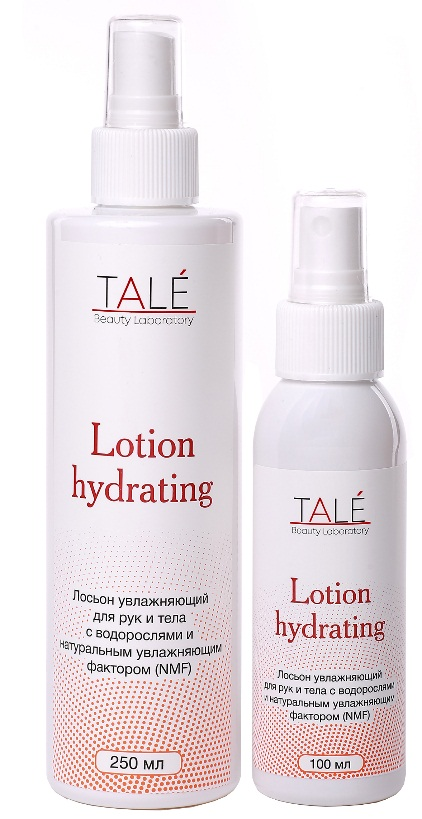 TALÉ
Beauty Laboratory
Lotion
hydrating
Лосьон увлажняющий
для рук и тела
с водорослями и
натуральным увлажняющим
фактором (NMF)
250 мл
TALÉ
Beauty Laboratory
Lotion
hydrating
Лосьон увлажняющий
для рук и тела с водорослями
и натуральным увлажняющим
фактором (NMF)
100 мл